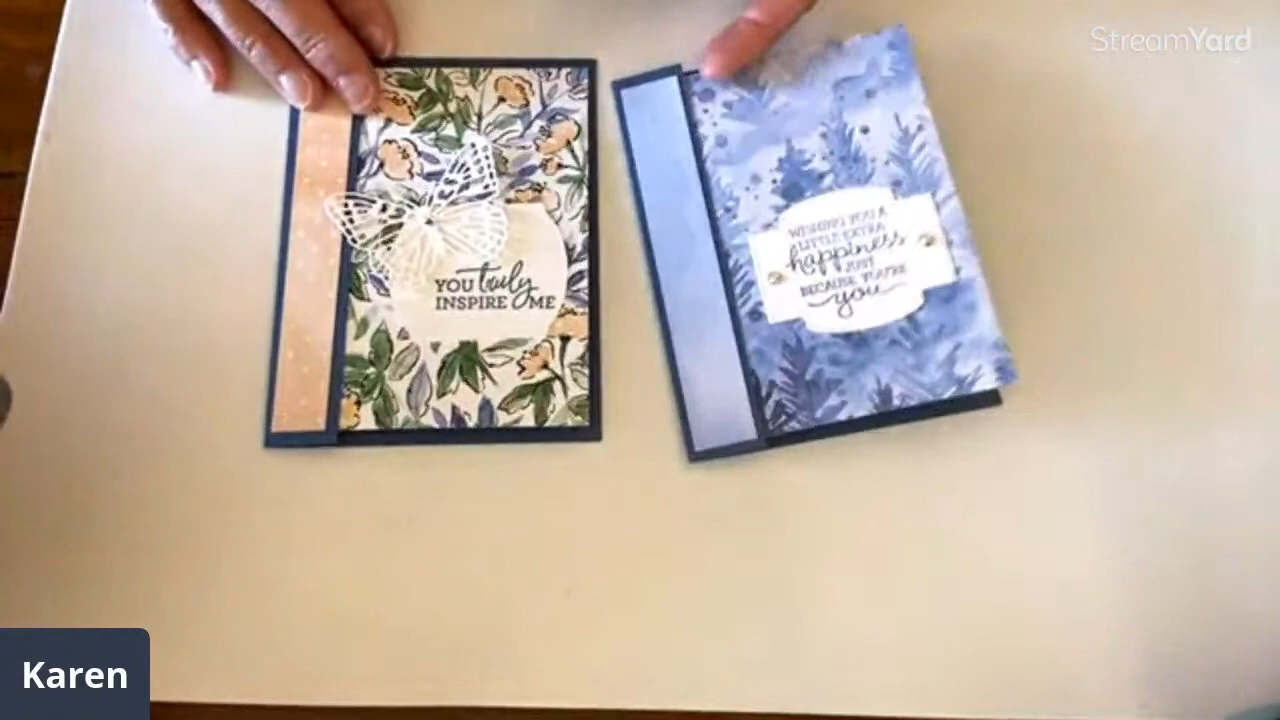 StreamYard
YOU truly
INSPIRE ME
WISHING YOU A
LITTLE EXTRA
happiness
JUST
BECAUSE YOU'RE
you
Karen